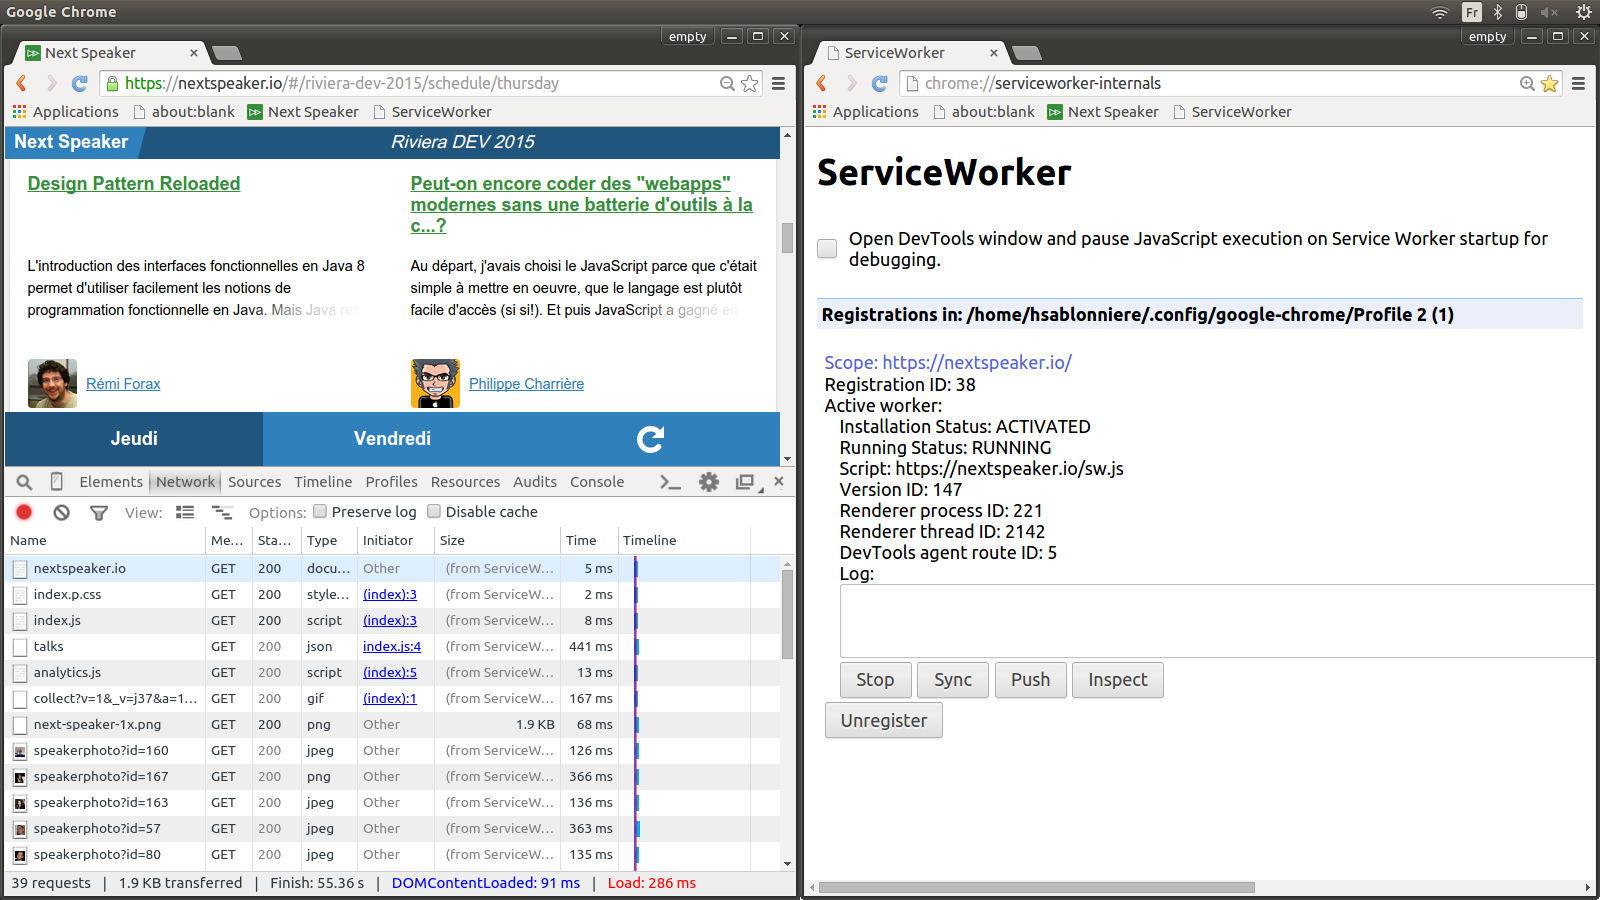 Google Chrome
Fr
empty
Next Speaker
https://nextspeaker.io/#/riviera-dev-2015/schedule/thursday
Applications
about:blank
Next Speaker
ServiceWorker
Next Speaker
Riviera DEV 2015
Design Pattern Reloaded
L'introduction des interfaces fonctionnelles en Java 8
permet d'utiliser facilement les notions de
programmation fonctionnelle en Java. Mais Java
Rémi Forax
Peut-on encore coder des "webapps"
modernes sans une batterie d'outils à la
c...?
Au départ, j'avais choisi le JavaScript parce que c'était
simple à mettre en oeuvre, que le langage est plutôt
facile d'accès (si si!). Et puis JavaScript a gagné en
Philippe Charrière
Jeudi
Vendredi
Elements Network Sources Timeline Profiles Resources Audits Console
View: Options: Preserve log Disable cache
Name Me... Sta... Type Initiator Size Time Timeline
nextspeaker.io GET 200 docu... Other (from ServiceW... 5 ms
index.p.css GET 200 style... (index):3 (from ServiceW... 2 ms
index.js GET 200 script (index):3 (from ServiceW... 8 ms
talks GET 200 json index.js:4 (from ServiceW... 441 ms
analytics.js GET 200 script (index):5 (from ServiceW... 13 ms
collect?v=1&_v=j37&a=1... GET 200 gif (index):1 (from ServiceW... 167 ms
next-speaker-1x.png GET 200 png Other 1.9 KB 68 ms
speakerphoto?id=160 GET 200 jpeg Other (from ServiceW... 126 ms
speakerphoto?id=167 GET 200 png Other (from ServiceW... 366 ms
speakerphoto?id=163 GET 200 jpeg Other (from ServiceW... 136 ms
speakerphoto?id=57 GET 200 jpeg Other (from ServiceW... 363 ms
speakerphoto?id=80 GET 200 jpeg Other (from ServiceW... 135 ms
39 requests | 1.9 KB transferred | Finish: 55.36 s | DOMContentLoaded: 91 ms | Load: 286 ms
empty
ServiceWorker
chrome://serviceworker-internals
Applications
about:blank
Next Speaker
ServiceWorker
ServiceWorker
Open DevTools window and pause JavaScript execution on Service Worker startup for
debugging.
Registrations in: /home/hsablonniere/.config/google-chrome/Profile 2 (1)
Scope: https://nextspeaker.io/
Registration ID: 38
Active worker:
Installation Status: ACTIVATED
Running Status: RUNNING
Script: https://nextspeaker.io/sw.js
Version ID: 147
Renderer process ID: 221
Renderer thread ID: 2142
DevTools agent route ID: 5
Log:
Stop Sync Push Inspect
Unregister